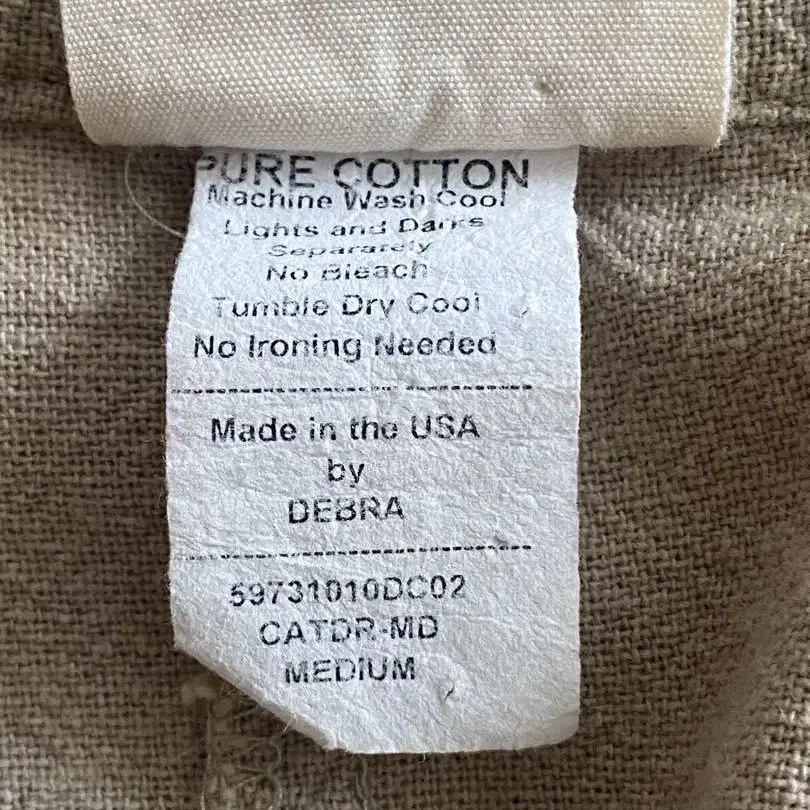 PURE COTTON
Machine Wash Cool
Lights and Darks
Separately
No Bleach
Tumble Dry Cool
No Ironing Needed
Made in the USA
by
DEBRA
59731010DC02
CATDR-MD
MEDIUM